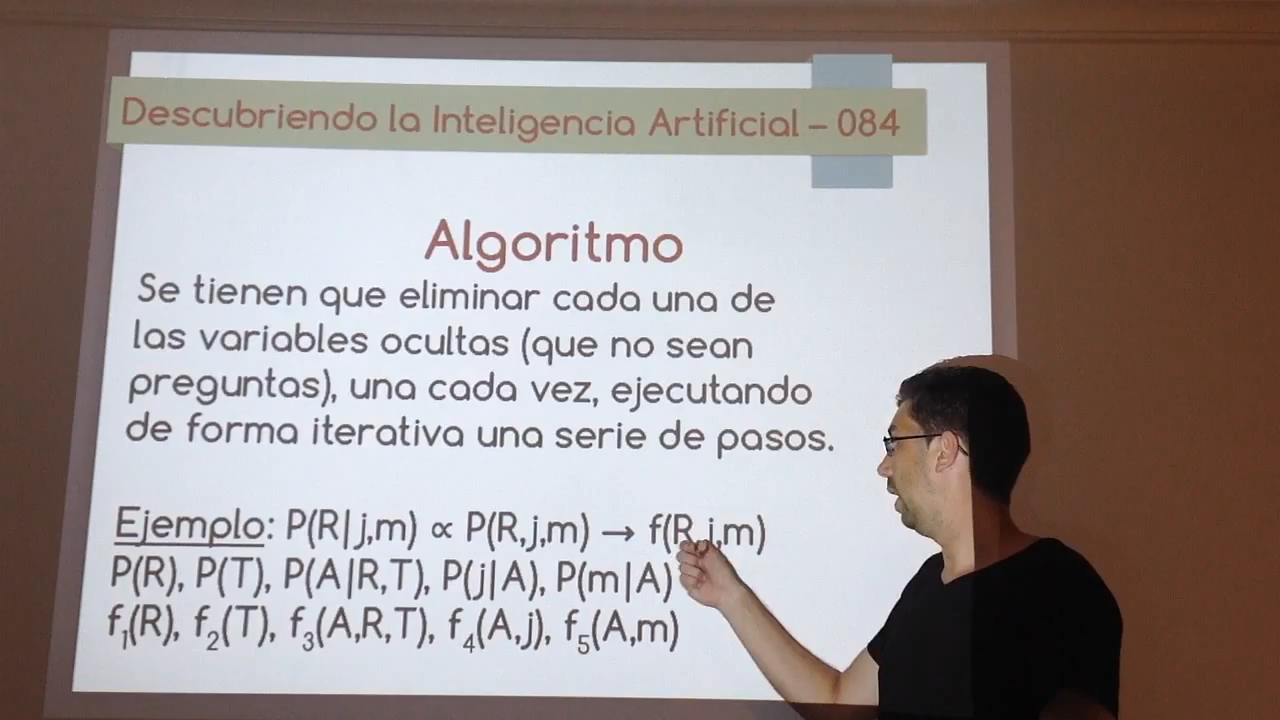 Descubriendo la Inteligencia Artificial – 084
Algoritmo
Se tienen que eliminar cada una de
las variables ocultas (que no sean
preguntas), una cada vez, ejecutando
de forma iterativa una serie de pasos.
Ejemplo: P(R|j,m) ∝ P(R,j,m) → f(R,j,m)
P(R), P(T), P(A|R,T), P(j|A), P(m|A)
f₁(R), f₂(T), f₃(A,R,T), f₄(A,j), f₅(A,m)